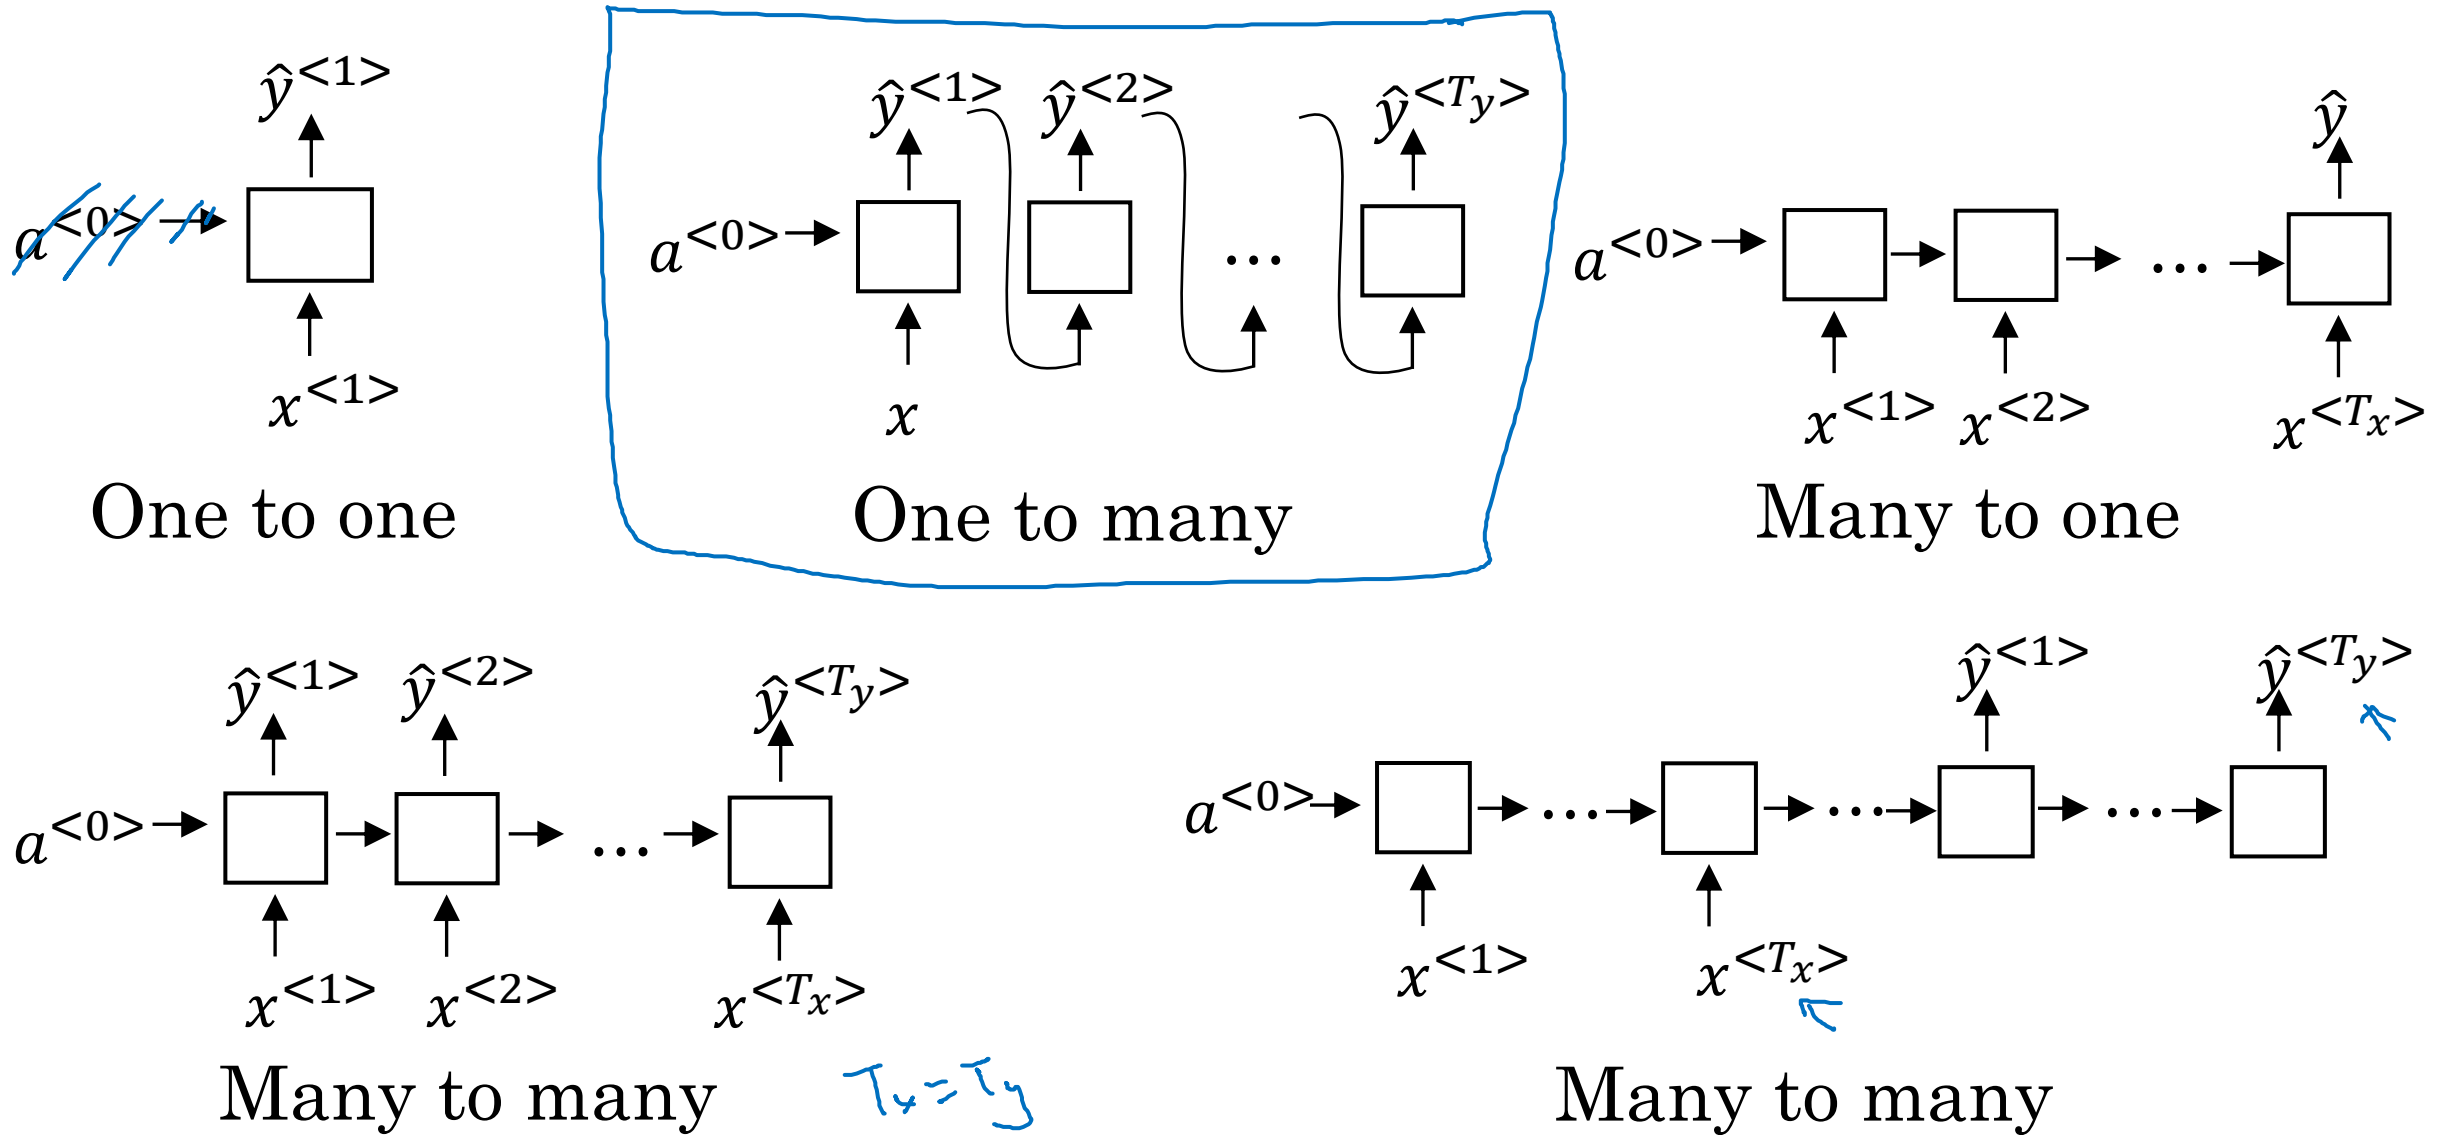 ŷ<1>
a<0>
x<1>
One to one
ŷ<1> ŷ<2> ŷ<Ty>
a<0> ...
x
One to many
ŷ
a<0> ...
x<1> x<2> x<Tx>
Many to one
ŷ<1> ŷ<2> ŷ<Ty>
a<0> ...
x<1> x<2> x<Tx>
Many to many
Tx=Ty
ŷ<1> ŷ<Ty>
a<0> ... ... ...
x<1> x<Tx>
Many to many